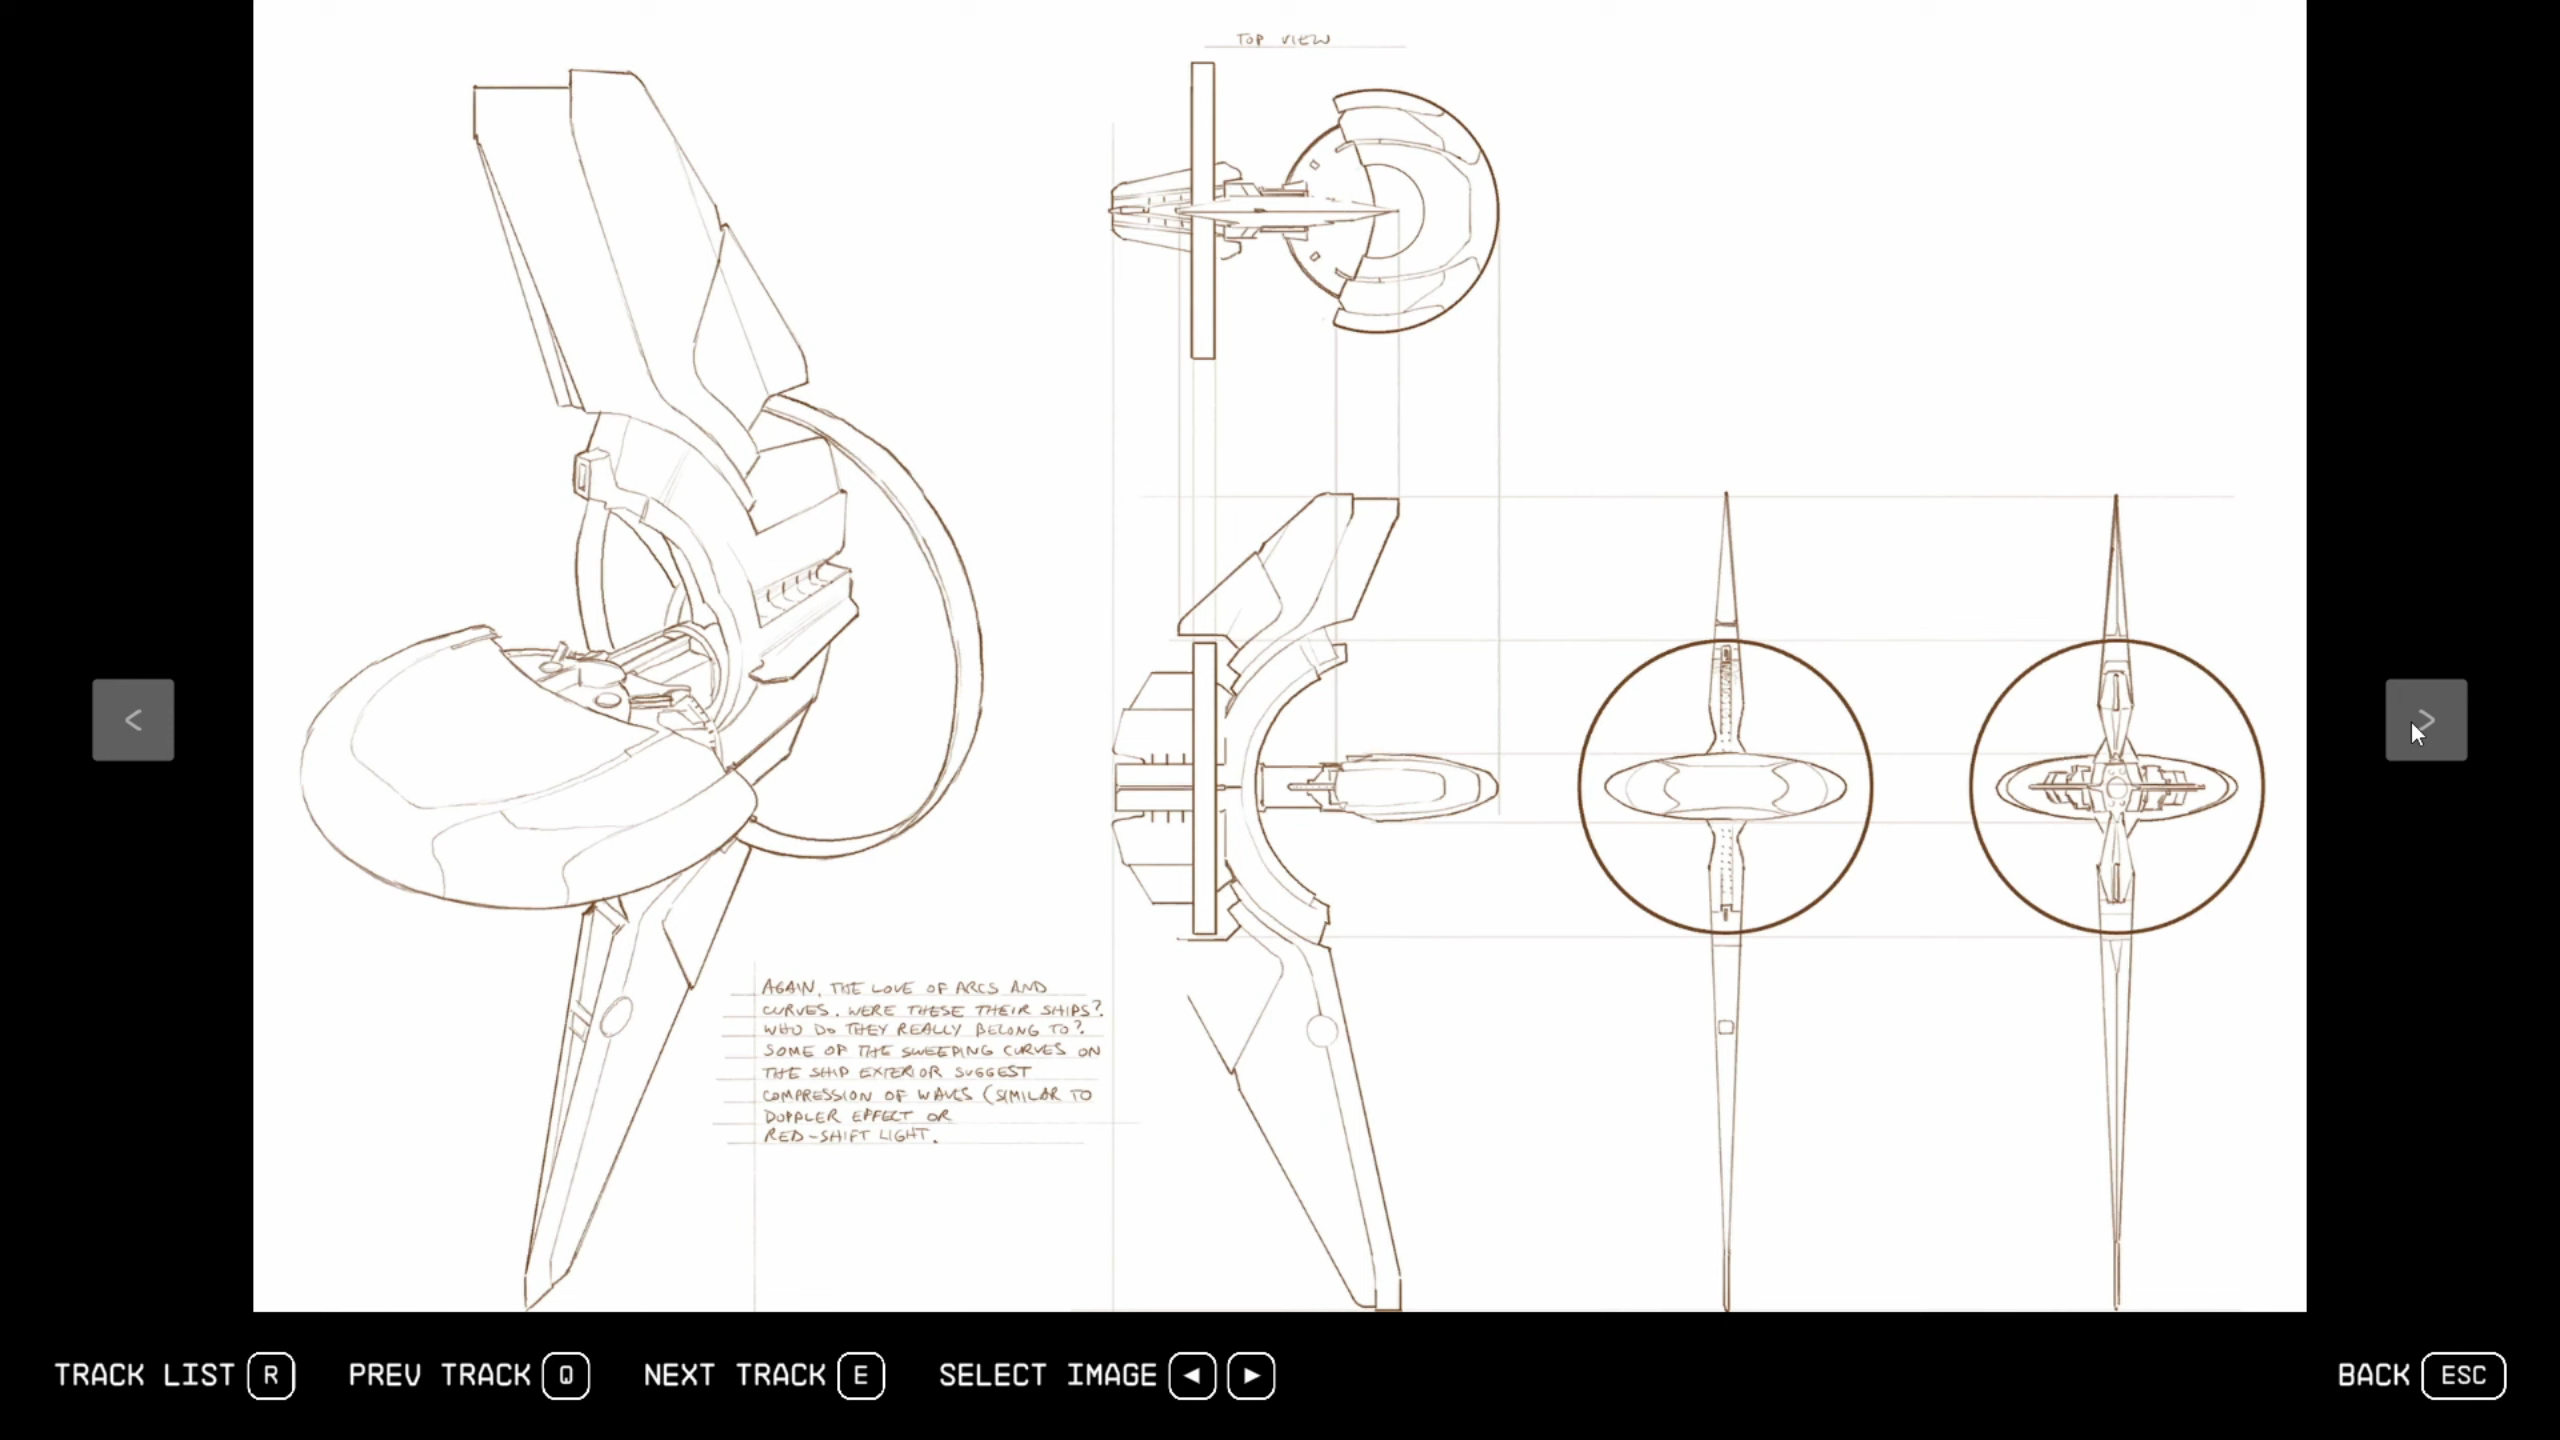 TOP VIEW
AGAIN, THE LOVE OF ARCS AND
CURVES. WERE THESE THEIR SHIPS?
WHO DO THEY REALLY BELONG TO?
SOME OF THE SWEEPING CURVES ON
THE SHIP EXTERIOR SUGGEST
COMPRESSION OF WAVES (SIMILAR TO
DOPPLER EFFECT OR
RED-SHIFT LIGHT.
< >
TRACK LIST R PREV TRACK Q NEXT TRACK E SELECT IMAGE ◄ ► BACK ESC